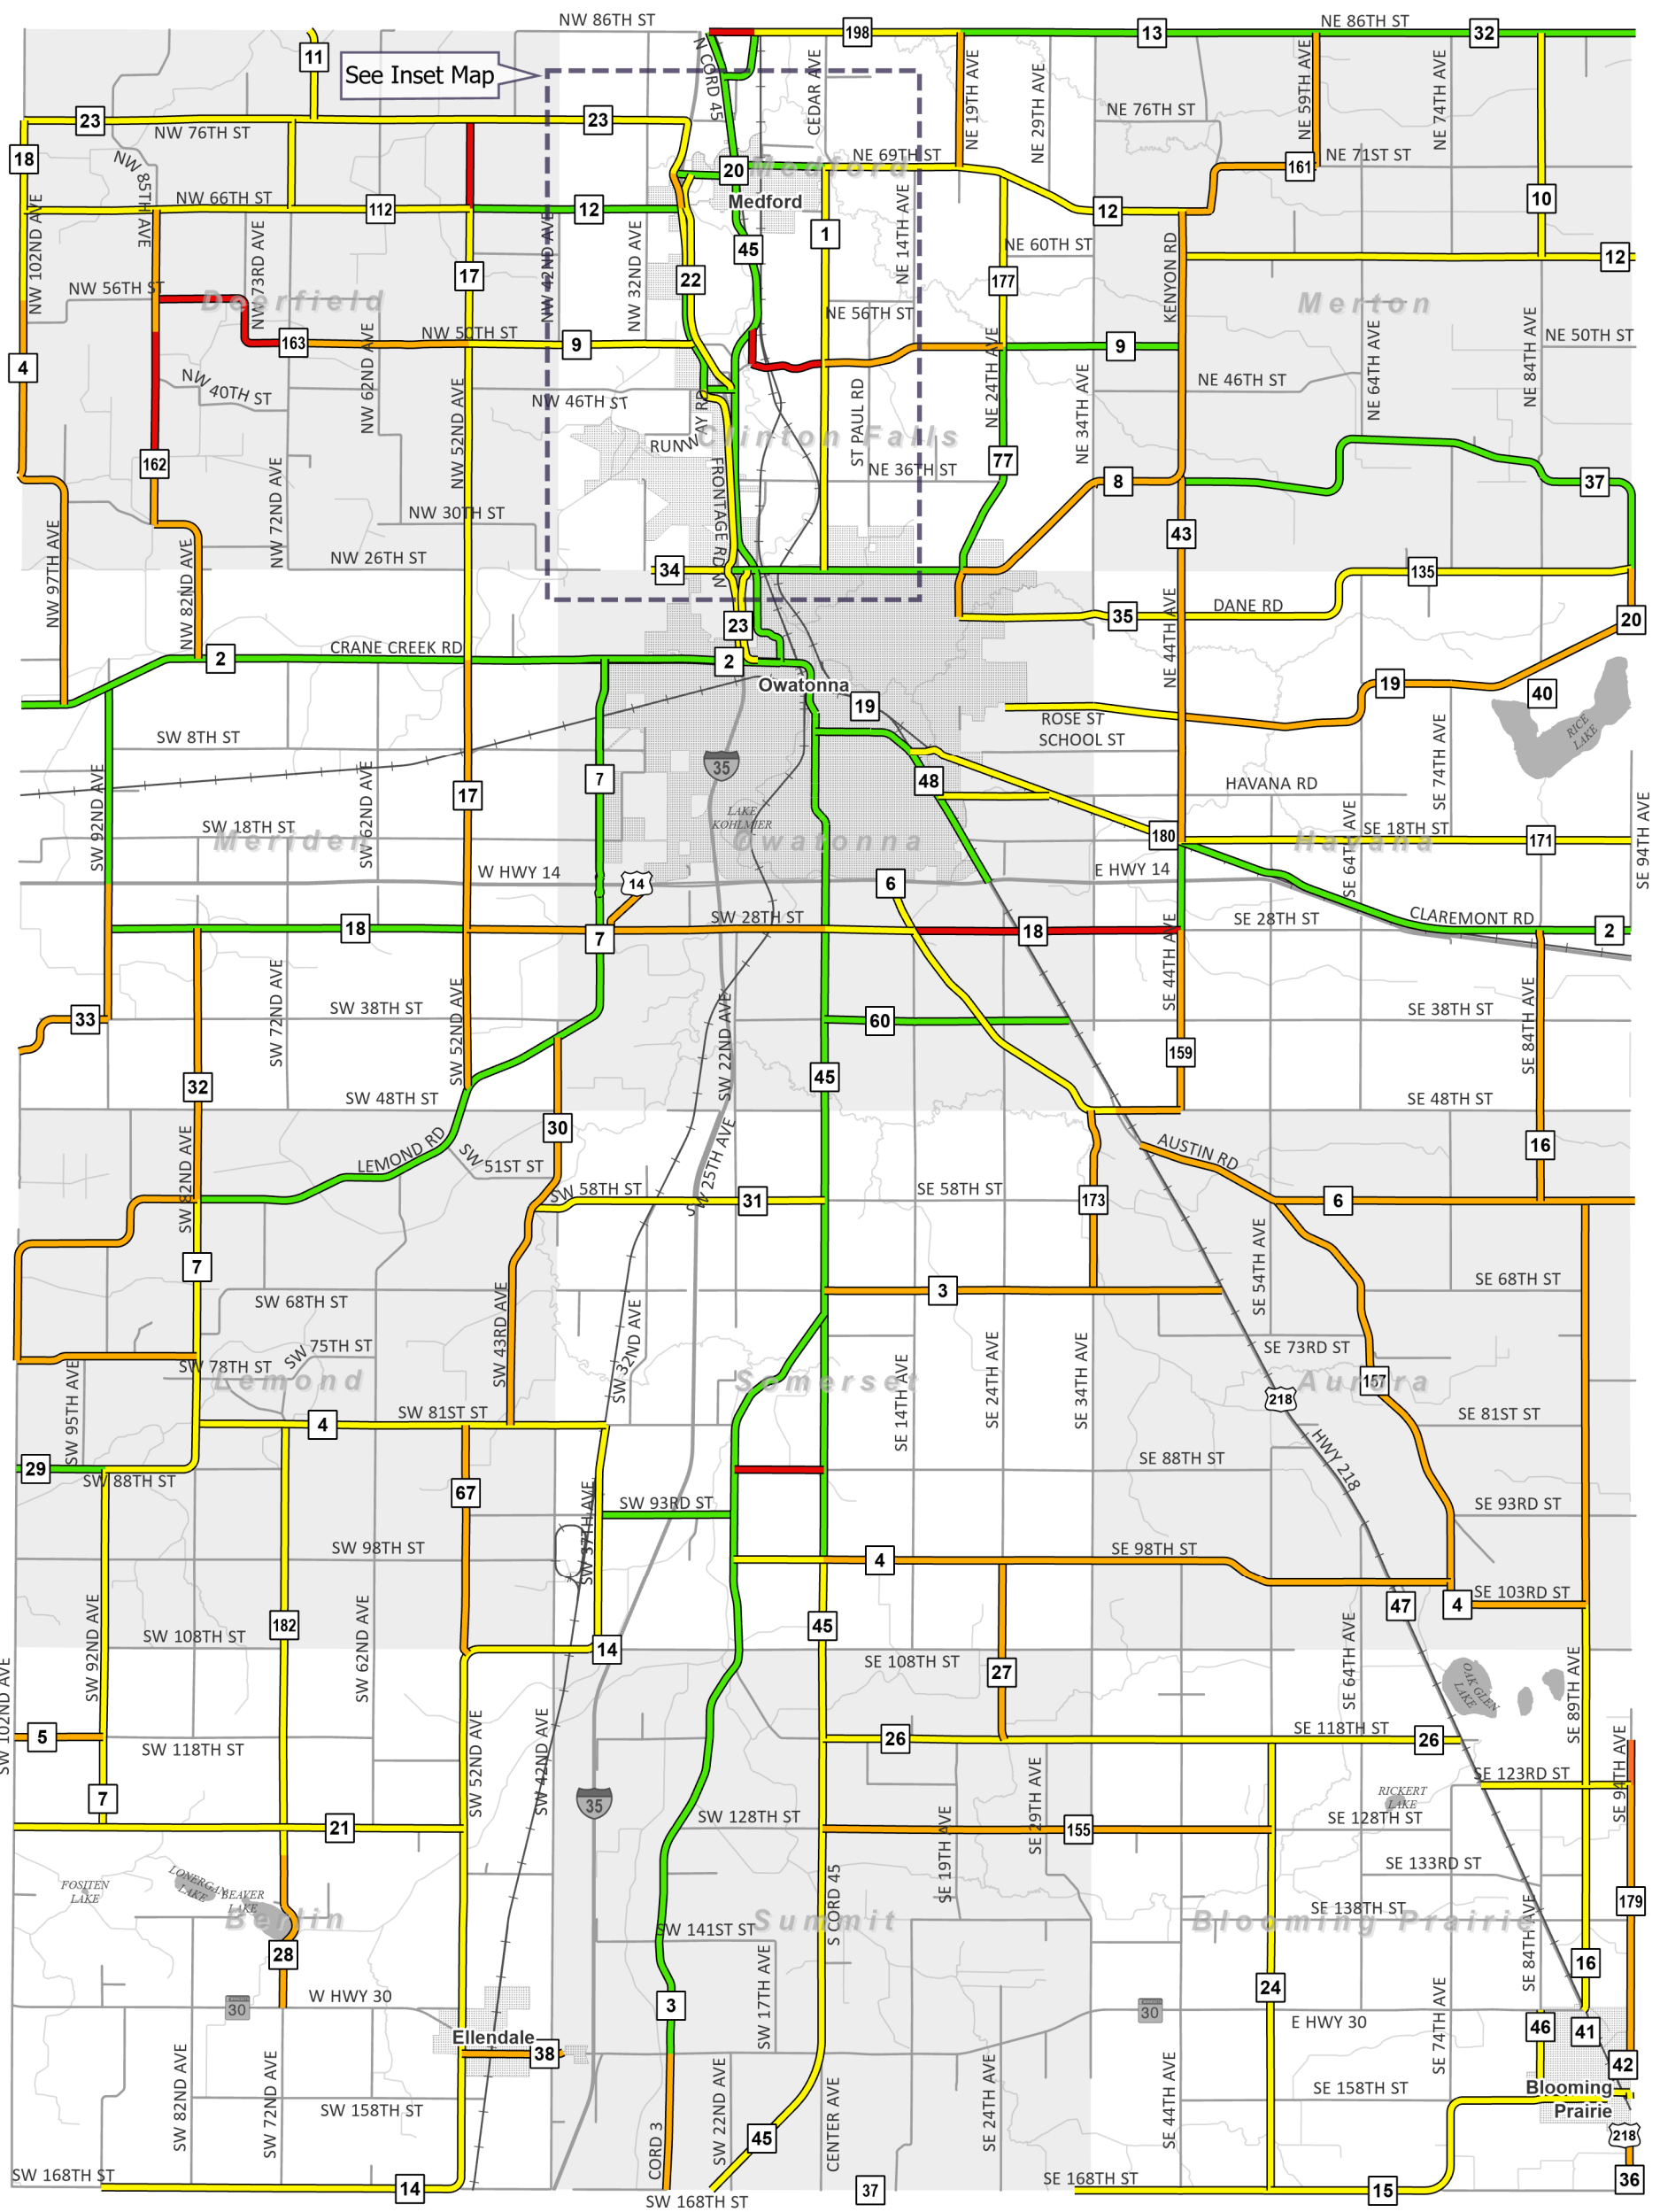 NW 86TH ST
NE 86TH ST
198
13
32
11
See Inset Map
N CORD 45
CEDAR AVE
NE 19TH AVE
NE 29TH AVE
NE 59TH AVE
NE 74TH AVE
23
23
NW 76TH ST
NE 76TH ST
18
NW 85TH AVE
20
Medford
NE 69TH ST
161
NE 71ST ST
NW 66TH ST
112
12
Medford
12
10
NW 102ND AVE
NW 73RD AVE
NW 42ND AVE
NW 32ND AVE
45
1
NE 14TH AVE
NE 60TH ST
KENYON RD
12
17
22
177
NW 56TH ST
Deerfield
Merton
NE 56TH ST
163
NW 50TH ST
9
9
NE 50TH ST
NW 62ND AVE
NE 24TH AVE
NE 64TH AVE
NE 84TH AVE
4
NW 40TH ST
NW 52ND AVE
NW 46TH ST
NE 46TH ST
RUNWAY RD
Clinton Falls
ST PAUL RD
NE 34TH AVE
162
NW 72ND AVE
FRONTAGE RD N
NE 36TH ST
77
8
37
NW 97TH AVE
NW 82ND AVE
NW 30TH ST
43
NW 26TH ST
34
135
23
35
DANE RD
20
NE 44TH AVE
2
CRANE CREEK RD
2
Owatonna
19
19
40
ROSE ST
RICE LAKE
SW 8TH ST
SCHOOL ST
SE 74TH AVE
35
7
48
HAVANA RD
SW 92ND AVE
SW 62ND AVE
17
LAKE KOHLMIER
SE 64TH AVE
SE 94TH AVE
SW 18TH ST
Meriden
Owatonna
180
SE 18TH ST
Havana
171
W HWY 14
14
6
E HWY 14
18
7
SW 28TH ST
18
SE 28TH ST
CLAREMONT RD
2
SW 72ND AVE
SW 52ND AVE
SW 22ND AVE
SE 44TH AVE
SE 84TH AVE
33
SW 38TH ST
60
SE 38TH ST
32
45
159
SW 48TH ST
SE 48TH ST
30
LEMOND RD
SW 51ST ST
AUSTIN RD
16
SW 82ND AVE
SW 25TH AVE
SW 58TH ST
31
SE 58TH ST
173
6
7
SE 54TH AVE
SW 68TH ST
3
SE 68TH ST
SW 43RD AVE
SW 32ND AVE
SW 75TH ST
SE 14TH AVE
SE 24TH AVE
SE 34TH AVE
SE 73RD ST
SW 95TH AVE
SW 78TH ST
Lemond
Somerset
218
157
Aurora
4
SW 81ST ST
SE 81ST ST
29
SW 88TH ST
SE 88TH ST
HWY 218
67
SW 93RD ST
SE 93RD ST
SW 37TH AVE
SW 98TH ST
4
SE 98TH ST
SW 92ND AVE
47
4
SE 103RD ST
182
SW 62ND AVE
45
SE 64TH AVE
SW 108TH ST
14
SE 108TH ST
27
OAK GLEN LAKE
SE 89TH AVE
SW 102ND AVE
5
SW 118TH ST
26
SE 118TH ST
26
SW 52ND AVE
SW 42ND AVE
7
35
SE 19TH AVE
SE 29TH AVE
RICKERT LAKE
SE 123RD ST
SE 94TH AVE
21
SW 128TH ST
155
SE 128TH ST
FOSITEN LAKE
LONERGAN LAKE
BEAVER LAKE
SE 133RD ST
179
Berlin
Summit
Blooming Prairie
SE 138TH ST
S CORD 45
SE 84TH AVE
28
SW 141ST ST
SW 17TH AVE
16
24
30
W HWY 30
3
30
E HWY 30
SE 74TH AVE
46
41
Ellendale
38
42
SW 82ND AVE
SW 72ND AVE
SW 22ND AVE
CENTER AVE
SE 24TH AVE
SE 44TH AVE
SW 158TH ST
SE 158TH ST
Blooming
Prairie
45
CORD 3
218
SW 168TH ST
14
SW 168TH ST
37
SE 168TH ST
15
36